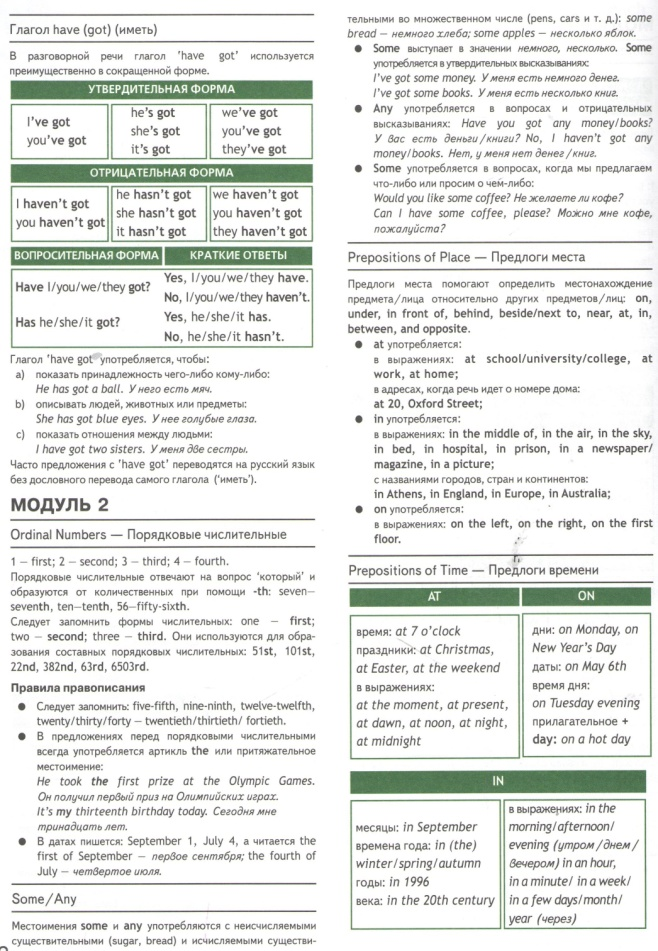 Глагол have (got) (иметь)
В разговорной речи глагол 'have got' используется
преимущественно в сокращенной форме.
УТВЕРДИТЕЛЬНАЯ ФОРМА
I've got
you've got
he's got
she's got
it's got
we've got
you've got
they've got
ОТРИЦАТЕЛЬНАЯ ФОРМА
I haven't got
you haven't got
he hasn't got
she hasn't got
it hasn't got
we haven't got
you haven't got
they haven't got
ВОПРОСИТЕЛЬНАЯ ФОРМА
КРАТКИЕ ОТВЕТЫ
Have I/you/we/they got?
Yes, I/you/we/they have.
No, I/you/we/they haven't.
Has he/she/it got?
Yes, he/she/it has.
No, he/she/it hasn't.
Глагол 'have got' употребляется, чтобы:
a) показать принадлежность чего-либо кому-либо:
He has got a ball. У него есть мяч.
b) описывать людей, животных или предметы:
She has got blue eyes. У нее голубые глаза.
c) показать отношения между людьми:
I have got two sisters. У меня две сестры.
Часто предложения с 'have got' переводятся на русский язык
без дословного перевода самого глагола ('иметь').
МОДУЛЬ 2
Ordinal Numbers — Порядковые числительные
1 — first; 2 — second; 3 — third; 4 — fourth.
Порядковые числительные отвечают на вопрос 'который' и
образуются от количественных при помощи -th: seven—
seventh, ten—tenth, 56—fifty-sixth.
Следует запомнить формы числительных: one — first;
two — second; three — third. Они используются для обра-
зования составных порядковых числительных: 51st, 101st,
22nd, 382nd, 63rd, 6503rd.
Правила правописания
● Следует запомнить: five-fifth, nine-ninth, twelve-twelfth,
twenty/thirty/forty — twentieth/thirtieth/ fortieth.
● В предложениях перед порядковыми числительными
всегда употребляется артикль the или притяжательное
местоимение:
He took the first prize at the Olympic Games.
Он получил первый приз на Олимпийских играх.
It's my thirteenth birthday today. Сегодня мне
тринадцать лет.
● В датах пишется: September 1, July 4, а читается the
first of September — первое сентября; the fourth of
July — четвертое июля.
Some/Any
Местоимения some и any употребляются с неисчисляемыми
существительными (sugar, bread) и исчисляемыми существи-
тельными во множественном числе (pens, cars и т. д.): some
bread — немного хлеба; some apples — несколько яблок.
● Some выступает в значении немного, несколько. Some
употребляется в утвердительных высказываниях:
I've got some money. У меня есть немного денег.
I've got some books. У меня есть несколько книг.
● Any употребляется в вопросах и отрицательных
высказываниях: Have you got any money/books?
У вас есть деньги/книги? No, I haven't got any
money/books. Нет, у меня нет денег/книг.
● Some употребляется в вопросах, когда мы предлагаем
что-либо или просим о чем-либо:
Would you like some coffee? Не желаете ли кофе?
Can I have some coffee, please? Можно мне кофе,
пожалуйста?
Prepositions of Place — Предлоги места
Предлоги места помогают определить местонахождение
предмета/лица относительно других предметов/лиц: on,
under, in front of, behind, beside/next to, near, at, in,
between, and opposite.
● at употребляется:
в выражениях: at school/university/college, at
work, at home;
в адресах, когда речь идет о номере дома:
at 20, Oxford Street;
● in употребляется:
в выражениях: in the middle of, in the air, in the sky,
in bed, in hospital, in prison, in a newspaper/
magazine, in a picture;
с названиями городов, стран и континентов:
in Athens, in England, in Europe, in Australia;
● on употребляется:
в выражениях: on the left, on the right, on the first
floor.
Prepositions of Time — Предлоги времени
AT
ON
время: at 7 o'clock
праздники: at Christmas,
at Easter, at the weekend
в выражениях:
at the moment, at present,
at dawn, at noon, at night,
at midnight
дни: on Monday, on
New Year's Day
даты: on May 6th
время дня:
on Tuesday evening
прилагательное +
day: on a hot day
IN
месяцы: in September
времена года: in (the)
winter/spring/autumn
годы: in 1996
века: in the 20th century
в выражениях: in the
morning/afternoon/
evening (утром/днем/
вечером) in an hour,
in a minute/ in a week/
in a few days/month/
year (через)